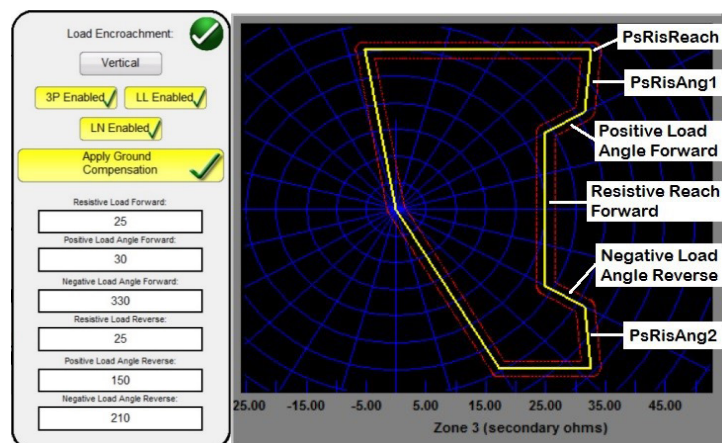 Load Encroachment:
Vertical
3P Enabled
LL Enabled
LN Enabled
Apply Ground
Compensation
Resistive Load Forward:
25
Positive Load Angle Forward:
30
Negative Load Angle Forward:
330
Resistive Load Reverse:
25
Positive Load Angle Reverse:
150
Negative Load Angle Reverse:
210
PsRisReach
PsRisAng1
Positive Load
Angle Forward
Resistive Reach
Forward
Negative Load
Angle Reverse
PsRisAng2
25.00 -15.00 -5.00 5.00 15.00 25.00 35.00 45.00
Zone 3 (secondary ohms)